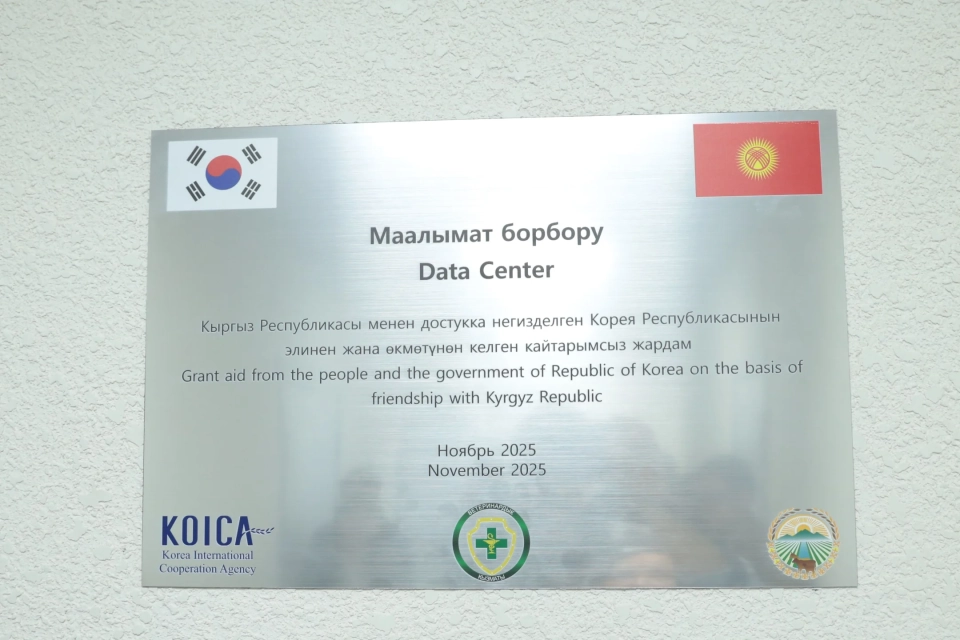 Маалымат борбору
Data Center
Кыргыз Республикасы менен достукка негизделген Корея Республикасынын
элинен жана өкмөтүнөн келген кайтарымсыз жардам
Grant aid from the people and the government of Republic of Korea on the basis of
friendship with Kyrgyz Republic
Ноябрь 2025
November 2025
KOICA
Korea International
Cooperation Agency
ВЕТЕРИНАРДЫК
КЫЗМАТЫ